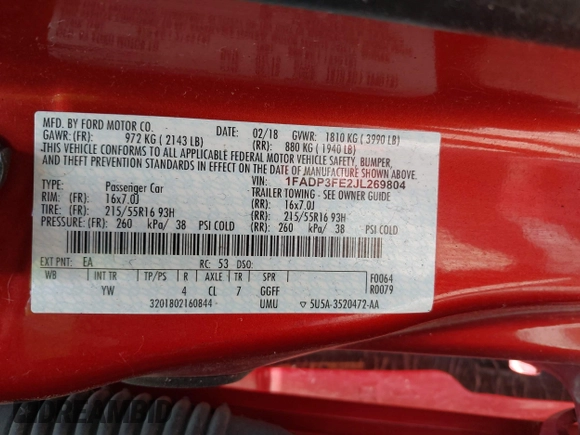 MFD. BY FORD MOTOR CO. DATE: 02/18 GVWR: 1810 KG ( 3990 LB)
GAWR: (FR): 972 KG ( 2143 LB) (RR): 880 KG ( 1940 LB)
THIS VEHICLE CONFORMS TO ALL APPLICABLE FEDERAL MOTOR VEHICLE SAFETY, BUMPER,
AND THEFT PREVENTION STANDARDS IN EFFECT ON THE DATE OF MANUFACTURE SHOWN ABOVE.
VIN: 1FADP3FE2JL269804
TYPE: Passenger Car TRAILER TOWING - SEE OWNER GUIDE
RIM: (FR): 16x7.0J (RR): 16x7.0J
TIRE: (FR): 215/55R16 93H (RR): 215/55R16 93H
PRESSURE: (FR): 260 kPa/ 38 PSI COLD (RR): 260 kPa/ 38 PSI COLD
EXT PNT: EA RC: 53 DSO:
WB INT TR TP/PS R AXLE TR SPR F0064
YW 4 CL 7 GGFF R0079
3201802160844 UMU 5U5A-3520472-AA
DREAMBID